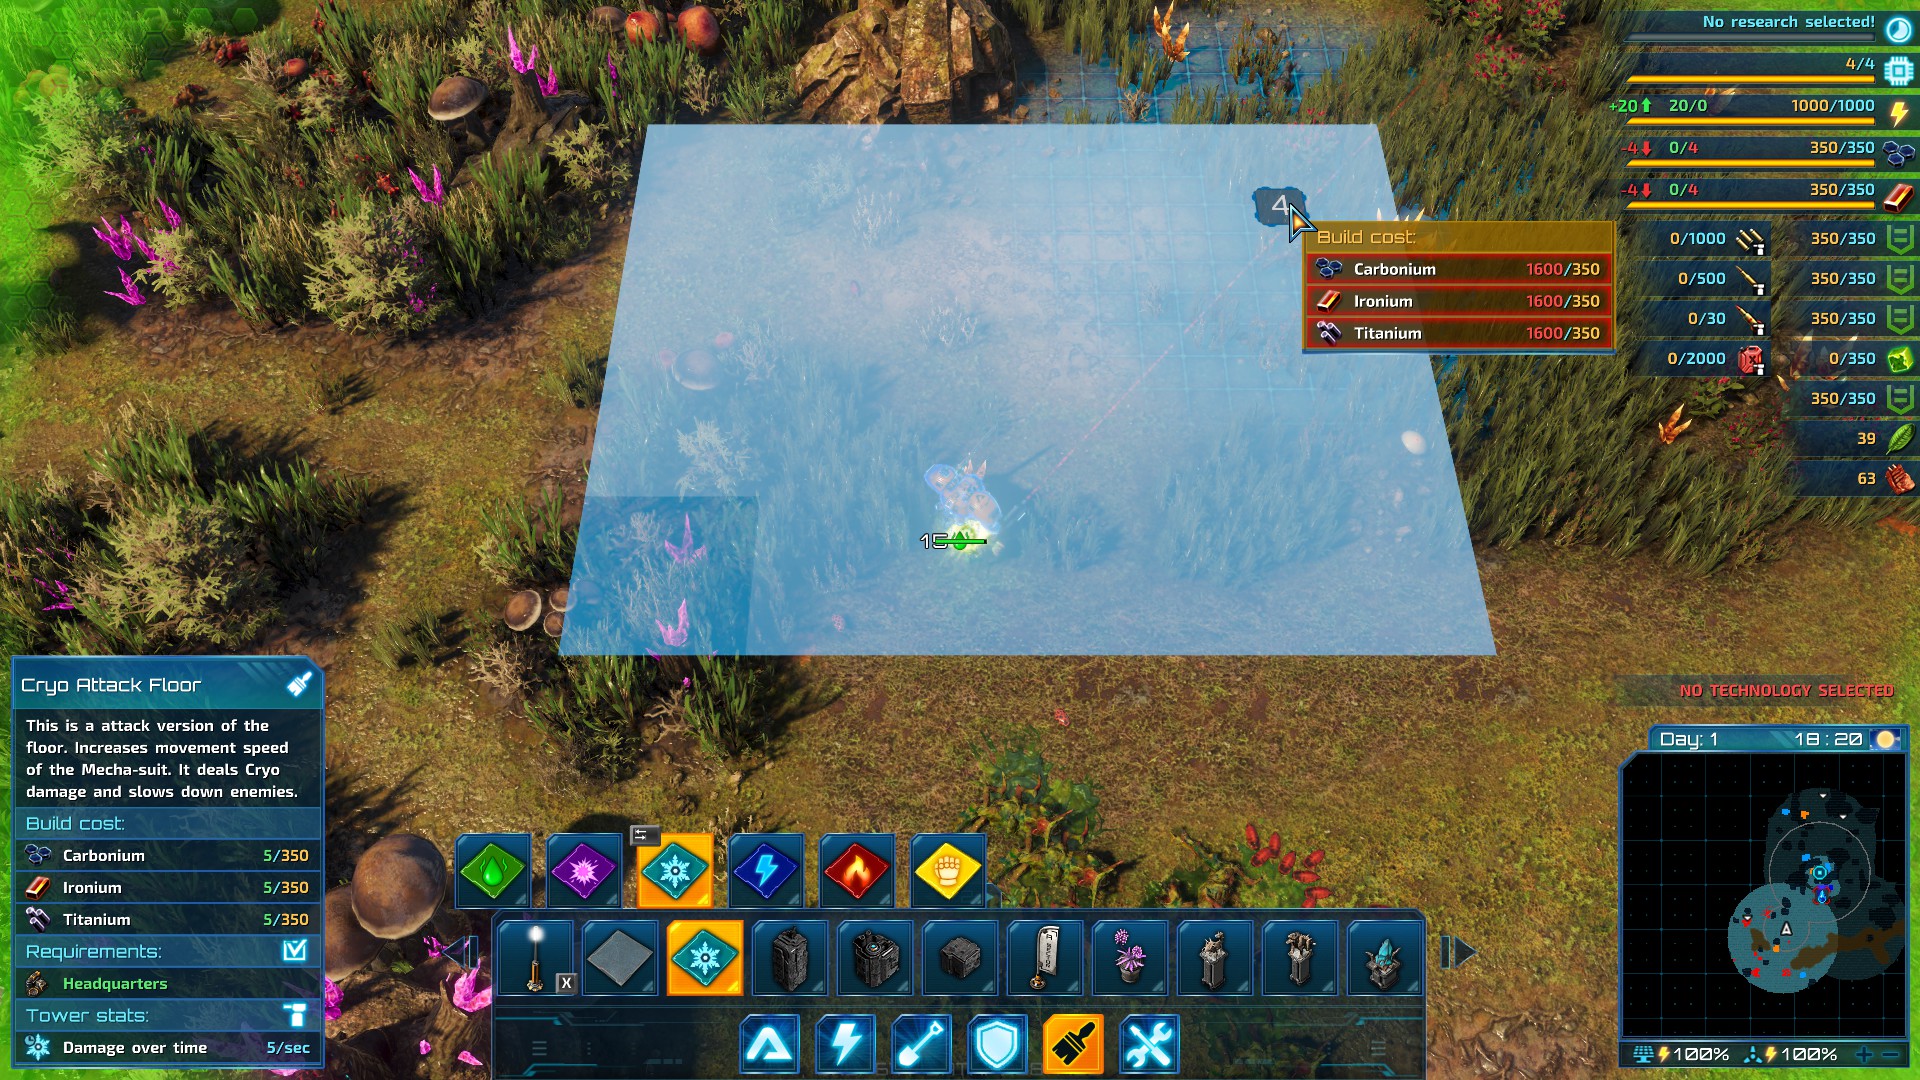 No research selected!
4/4
+20 20/0 1000/1000
-4 0/4 350/350
-4 0/4 350/350
0/1000 350/350
0/500 350/350
0/30 350/350
0/2000 0/350
350/350
39
63
4
Build cost:
Carbonium 1600/350
Ironium 1600/350
Titanium 1600/350
15
NO TECHNOLOGY SELECTED
Day: 1 18:20
100% 100%
Cryo Attack Floor
This is a attack version of the
floor. Increases movement speed
of the Mecha-suit. It deals Cryo
damage and slows down enemies.
Build cost:
Carbonium 5/350
Ironium 5/350
Titanium 5/350
Requirements:
Headquarters
Tower stats:
Damage over time 5/sec
X